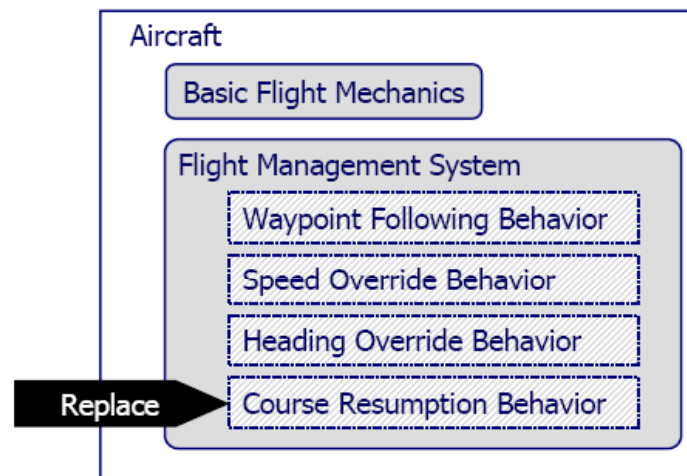 Aircraft
Basic Flight Mechanics
Flight Management System
Waypoint Following Behavior
Speed Override Behavior
Heading Override Behavior
Replace
Course Resumption Behavior